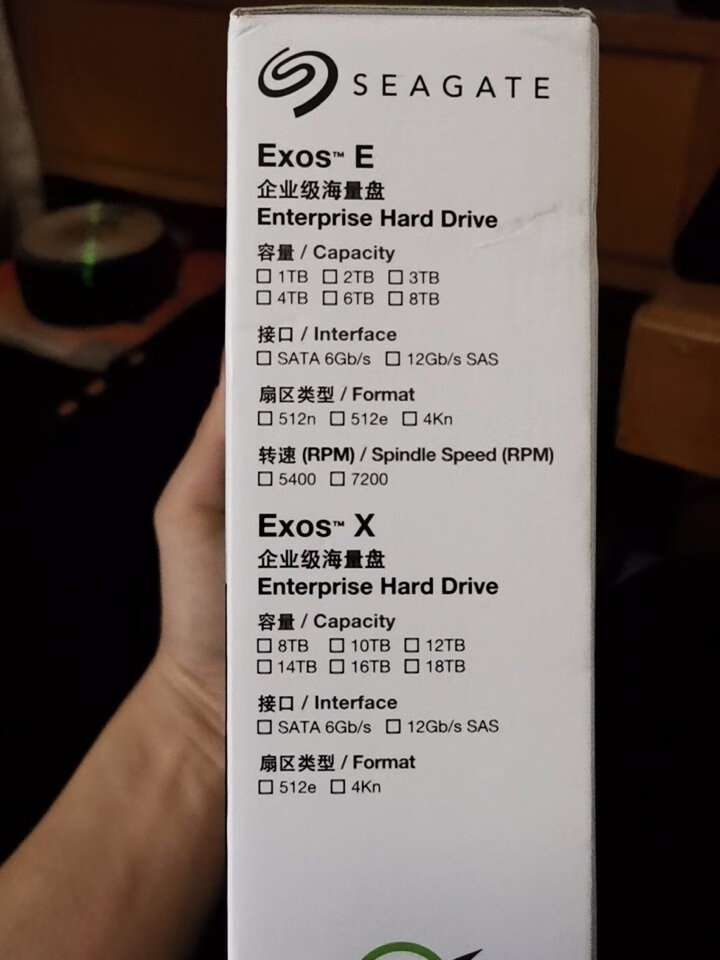 SEAGATE
Exos™ E
企业级海量盘
Enterprise Hard Drive
容量 / Capacity
☐ 1TB ☐ 2TB ☐ 3TB
☐ 4TB ☐ 6TB ☐ 8TB
接口 / Interface
☐ SATA 6Gb/s ☐ 12Gb/s SAS
扇区类型 / Format
☐ 512n ☐ 512e ☐ 4Kn
转速 (RPM) / Spindle Speed (RPM)
☐ 5400 ☐ 7200
Exos™ X
企业级海量盘
Enterprise Hard Drive
容量 / Capacity
☐ 8TB ☐ 10TB ☐ 12TB
☐ 14TB ☐ 16TB ☐ 18TB
接口 / Interface
☐ SATA 6Gb/s ☐ 12Gb/s SAS
扇区类型 / Format
☐ 512e ☐ 4Kn